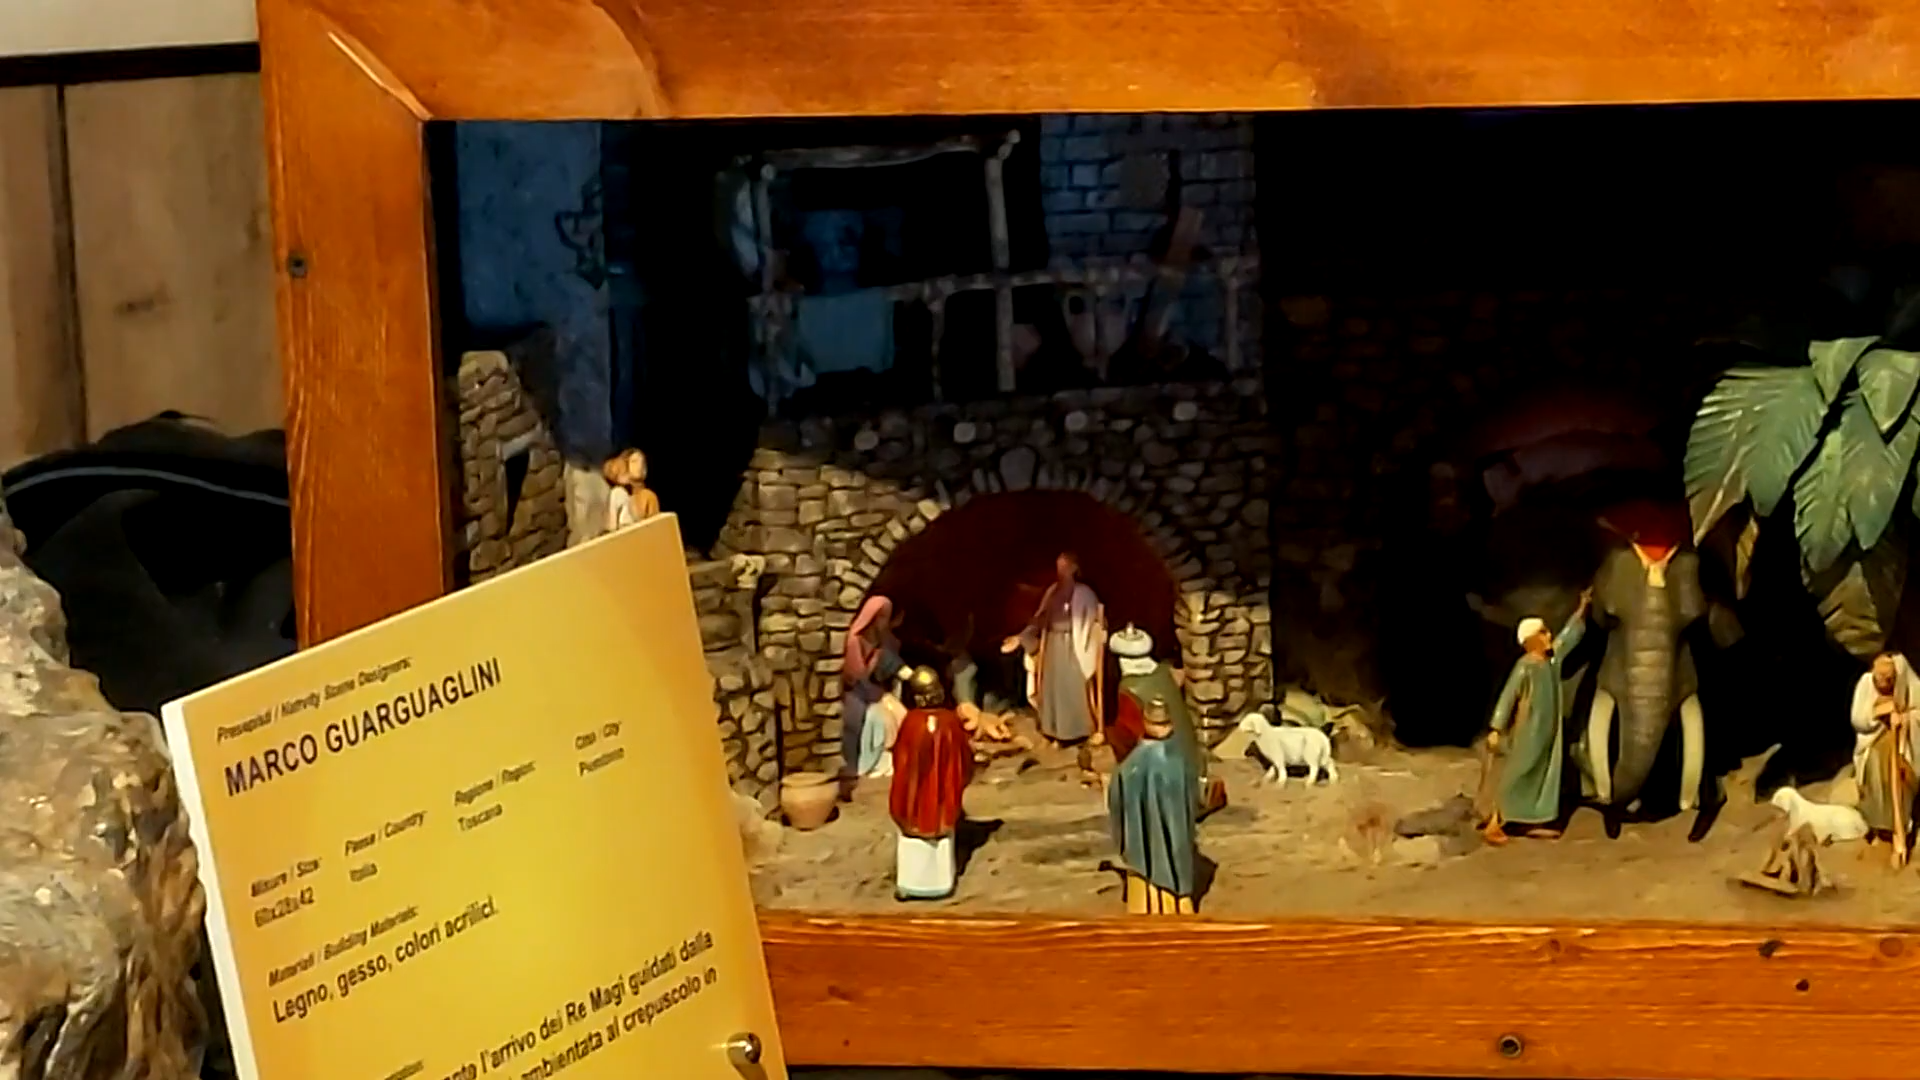 Presepisti / Nativity Scene Designers:
MARCO GUARGUAGLINI
Misure / Size: Paese / Country: Regione / Region: Città / City:
60x28x42 Italia Toscana Piombino
Materiali / Building Materials:
Legno, gesso, colori acrilici.
l'arrivo dei Re Magi guidati dalla
ambientata al crepuscolo in